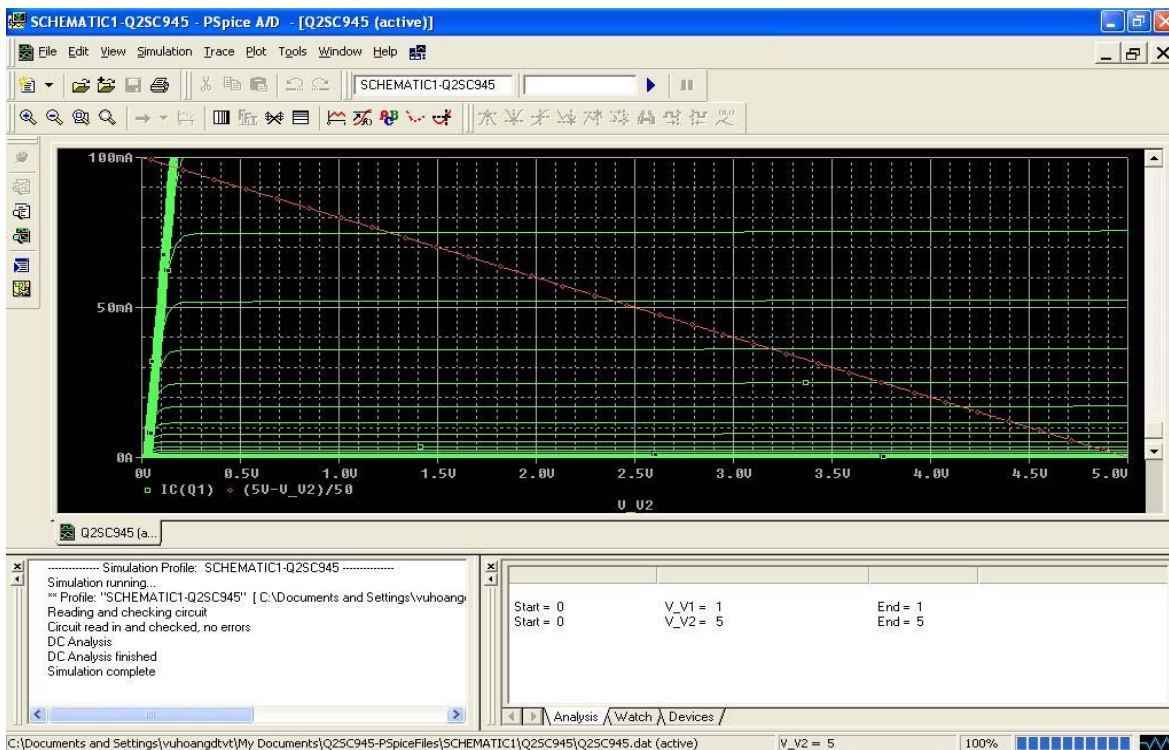 SCHEMATIC1-Q2SC945 - PSpice A/D - [Q2SC945 (active)]
File Edit View Simulation Trace Plot Tools Window Help
SCHEMATIC1-Q2SC945
100mA
50mA
0A
0V 0.5V 1.0V 1.5V 2.0V 2.5V 3.0V 3.5V 4.0V 4.5V 5.0V
IC(Q1) (5V-V_V2)/50
V_V2
Q2SC945 (a...
-------------- Simulation Profile: SCHEMATIC1-Q2SC945 ---------------
Simulation running...
** Profile: "SCHEMATIC1-Q2SC945" [ C:\Documents and Settings\vuhoang
Reading and checking circuit
Circuit read in and checked, no errors
DC Analysis
DC Analysis finished
Simulation complete
Start = 0 V_V1 = 1 End = 1
Start = 0 V_V2 = 5 End = 5
Analysis Watch Devices
C:\Documents and Settings\vuhoangdtvt\My Documents\Q2SC945-PSpiceFiles\SCHEMATIC1\Q2SC945\Q2SC945.dat (active) V_V2 = 5 100%